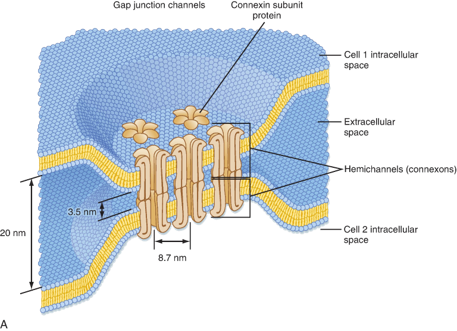 Gap junction channels
Connexin subunit
protein
Cell 1 intracellular
space
Extracellular
space
Hemichannels (connexons)
3.5 nm
20 nm
Cell 2 intracellular
space
8.7 nm
A